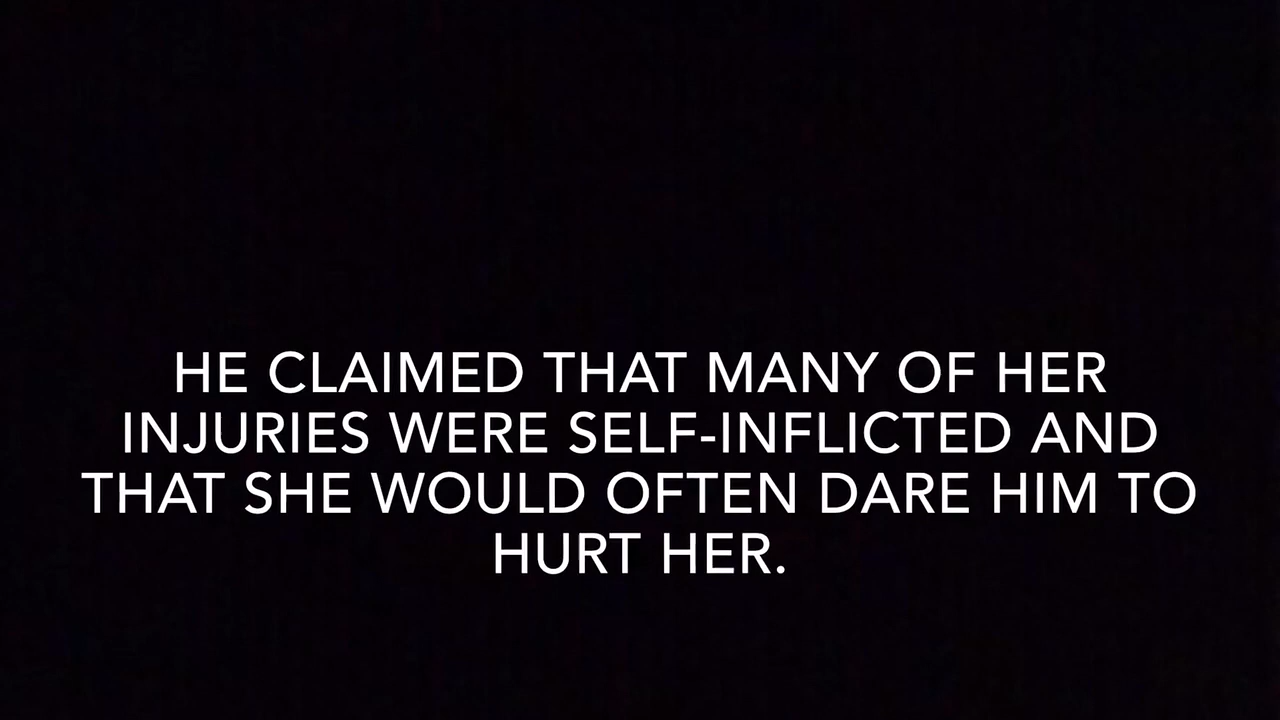 HE CLAIMED THAT MANY OF HER
INJURIES WERE SELF-INFLICTED AND
THAT SHE WOULD OFTEN DARE HIM TO
HURT HER.